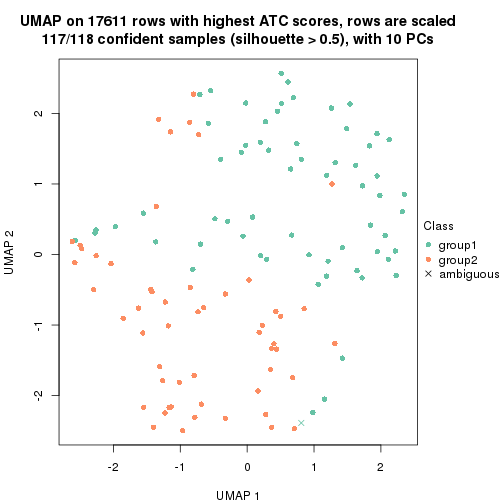 UMAP on 17611 rows with highest ATC scores, rows are scaled
117/118 confident samples (silhouette > 0.5), with 10 PCs
UMAP 2
2
1
0
-1
-2
-2
-1
0
1
2
UMAP 1
Class
group1
group2
ambiguous